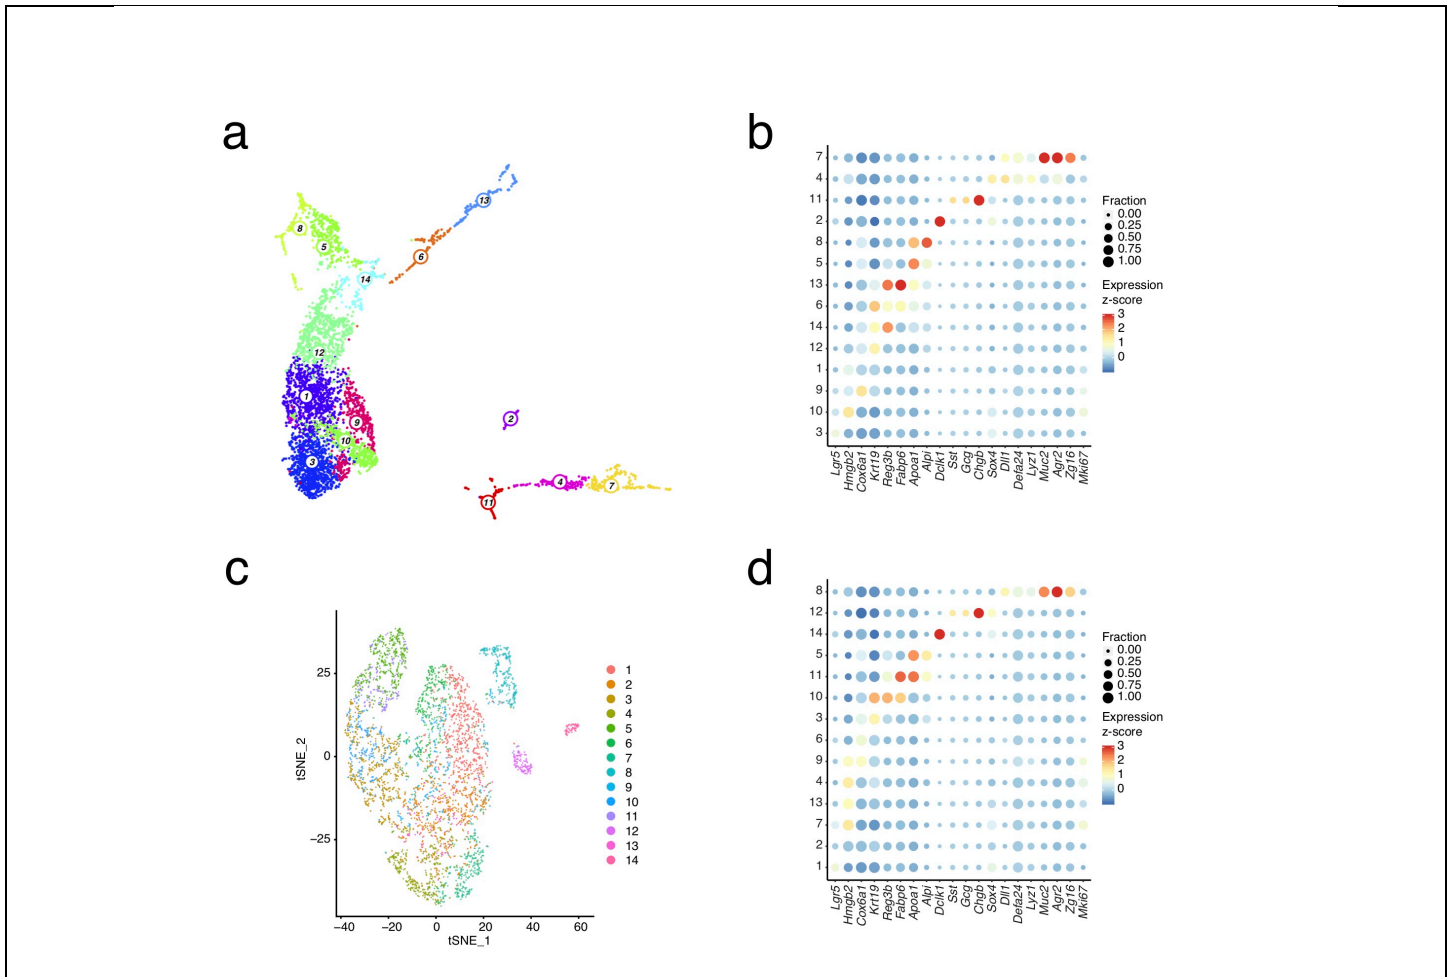 a
8
5
14
6
13
12
1
9
10
3
2
11
4
7
b
7
4
11
2
8
5
13
6
14
12
1
9
10
3
Lgr5
Hmgb2
Cox6a1
Krt19
Reg3b
Fabp6
Apoa1
Alpi
Dclk1
Sst
Gcg
Chgb
Sox4
Dll1
Defa24
Lyz1
Muc2
Agr2
Zg16
Mki67
Fraction
0.00
0.25
0.50
0.75
1.00
Expression
z-score
3
2
1
0
c
25
0
−25
tSNE_2
−40 −20 0 20 40 60
tSNE_1
1
2
3
4
5
6
7
8
9
10
11
12
13
14
d
8
12
14
5
11
10
3
6
9
4
13
7
2
1
Lgr5
Hmgb2
Cox6a1
Krt19
Reg3b
Fabp6
Apoa1
Alpi
Dclk1
Sst
Gcg
Chgb
Sox4
Dll1
Defa24
Lyz1
Muc2
Agr2
Zg16
Mki67
Fraction
0.00
0.25
0.50
0.75
1.00
Expression
z-score
3
2
1
0